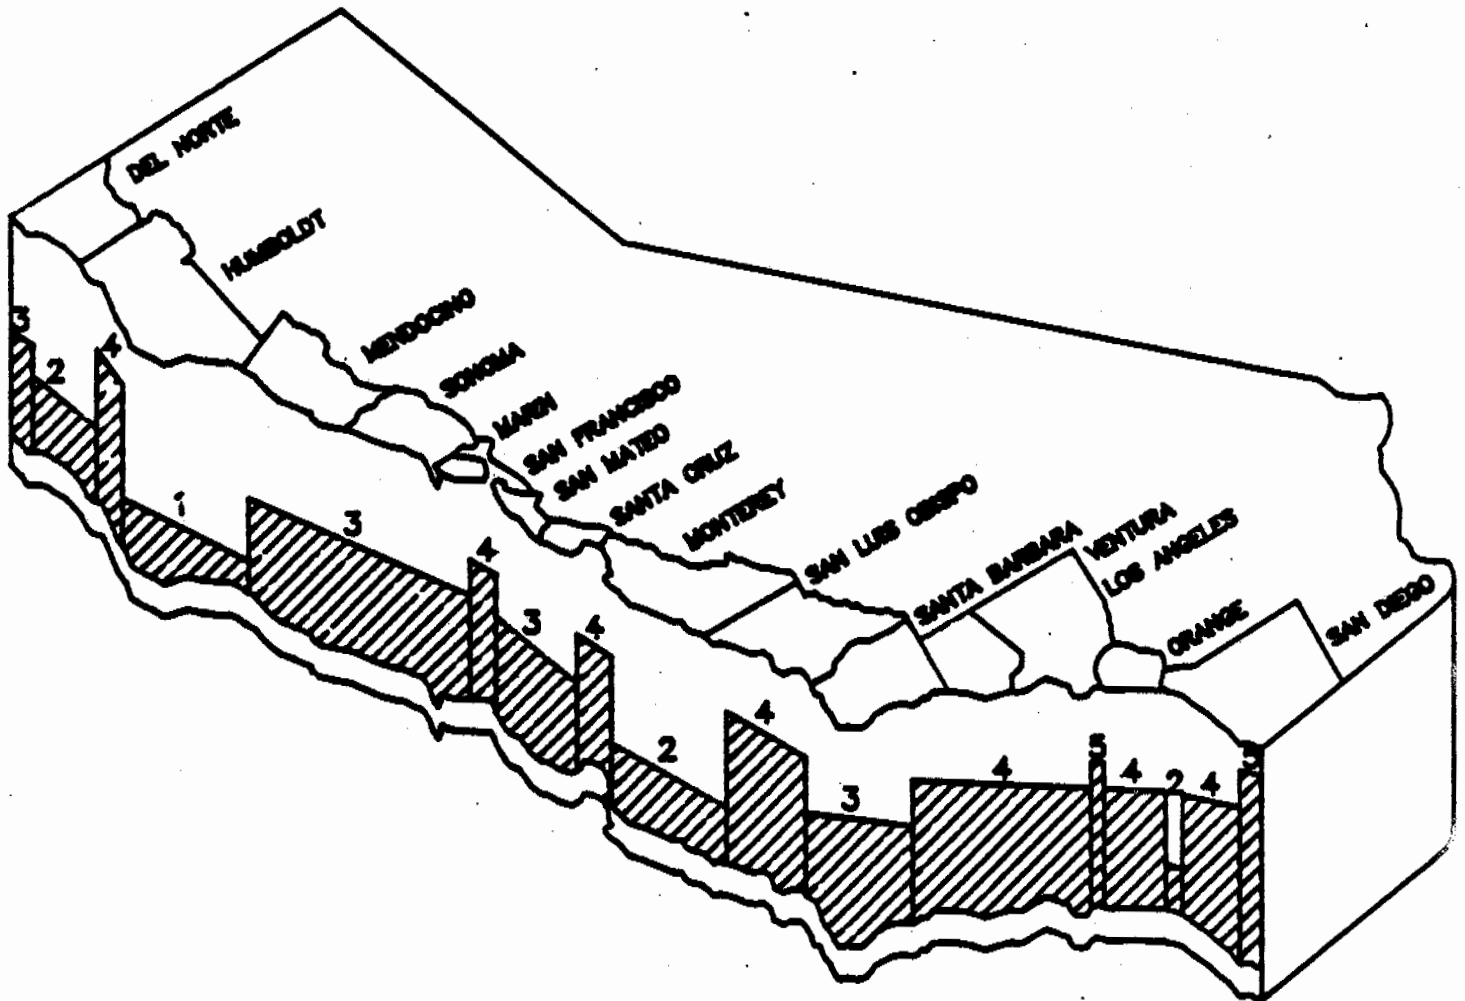 DEL NORTE
HUMBOLDT
MENDOCINO
SONOMA
MARIN
SAN FRANCISCO
SAN MATEO
SANTA CRUZ
MONTEREY
SAN LUIS OBISPO
SANTA BARBARA
VENTURA
LOS ANGELES
ORANGE
SAN DIEGO
3
2
4
1
3
4
3
4
2
4
3
4
5
4
2
4